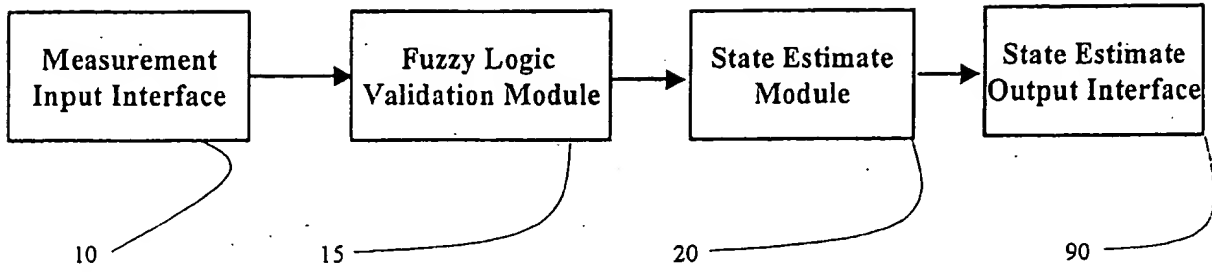 Measurement
Input Interface
Fuzzy Logic
Validation Module
State Estimate
Module
State Estimate
Output Interface
10
15
20
90